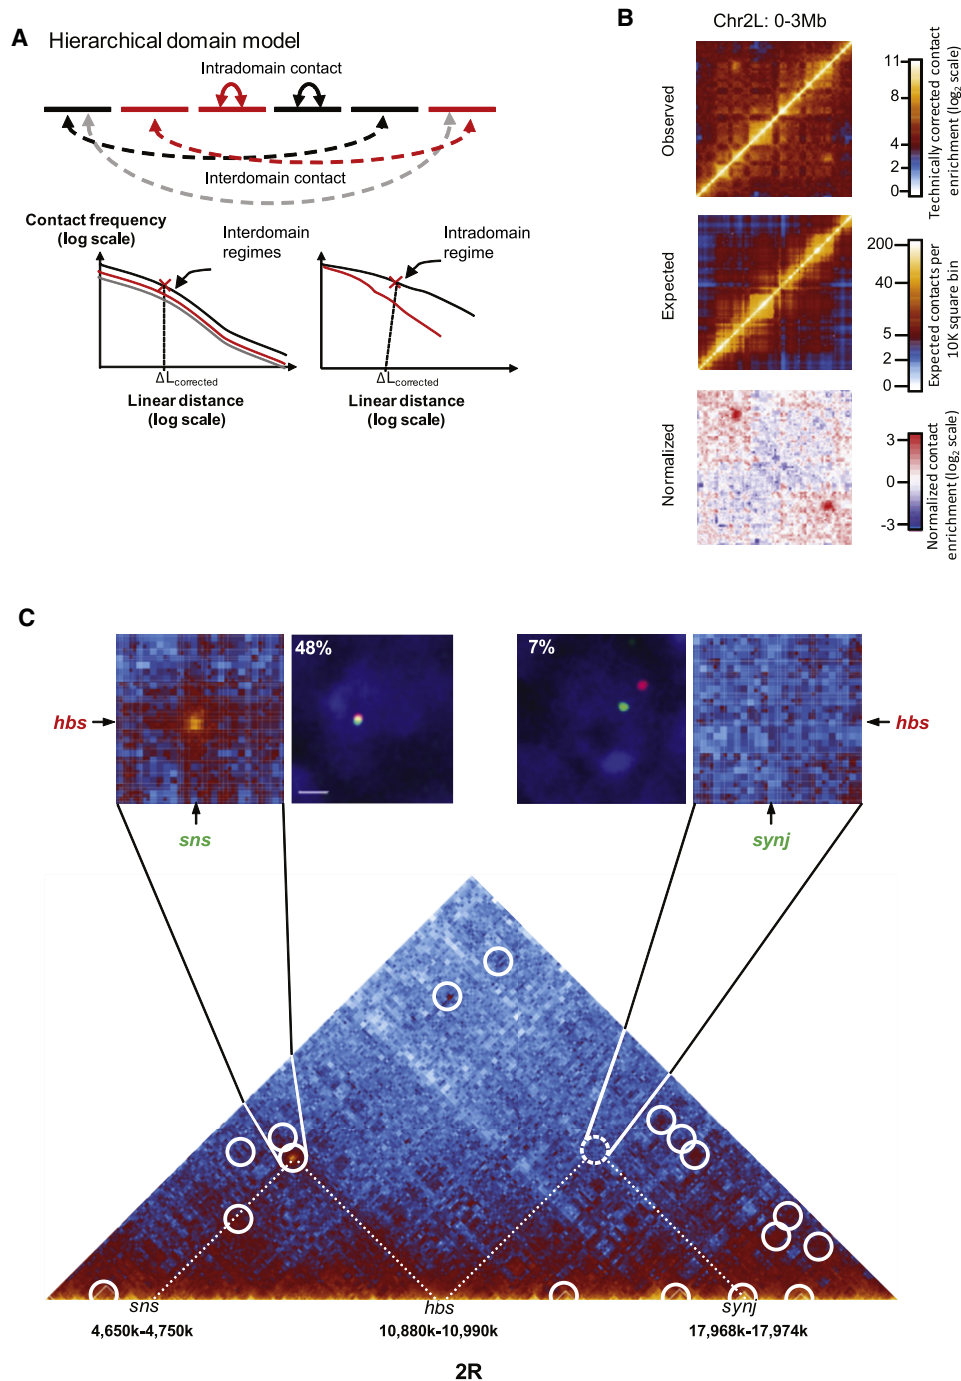 A
Hierarchical domain model
Intradomain contact
Interdomain contact
Contact frequency
(log scale)
Interdomain
regimes
Intradomain
regime
ΔLcorrected
ΔLcorrected
Linear distance
(log scale)
Linear distance
(log scale)
B
Chr2L: 0-3Mb
Observed
11
8
4
2
0
Technically corrected contact
enrichment (log2 scale)
Expected
200
40
5
2
0
Expected contacts per
10K square bin
Normalized
3
0
-3
Normalized contact
enrichment (log2 scale)
C
48%
7%
hbs
hbs
sns
synj
sns
hbs
synj
4,650k-4,750k
10,880k-10,990k
17,968k-17,974k
2R